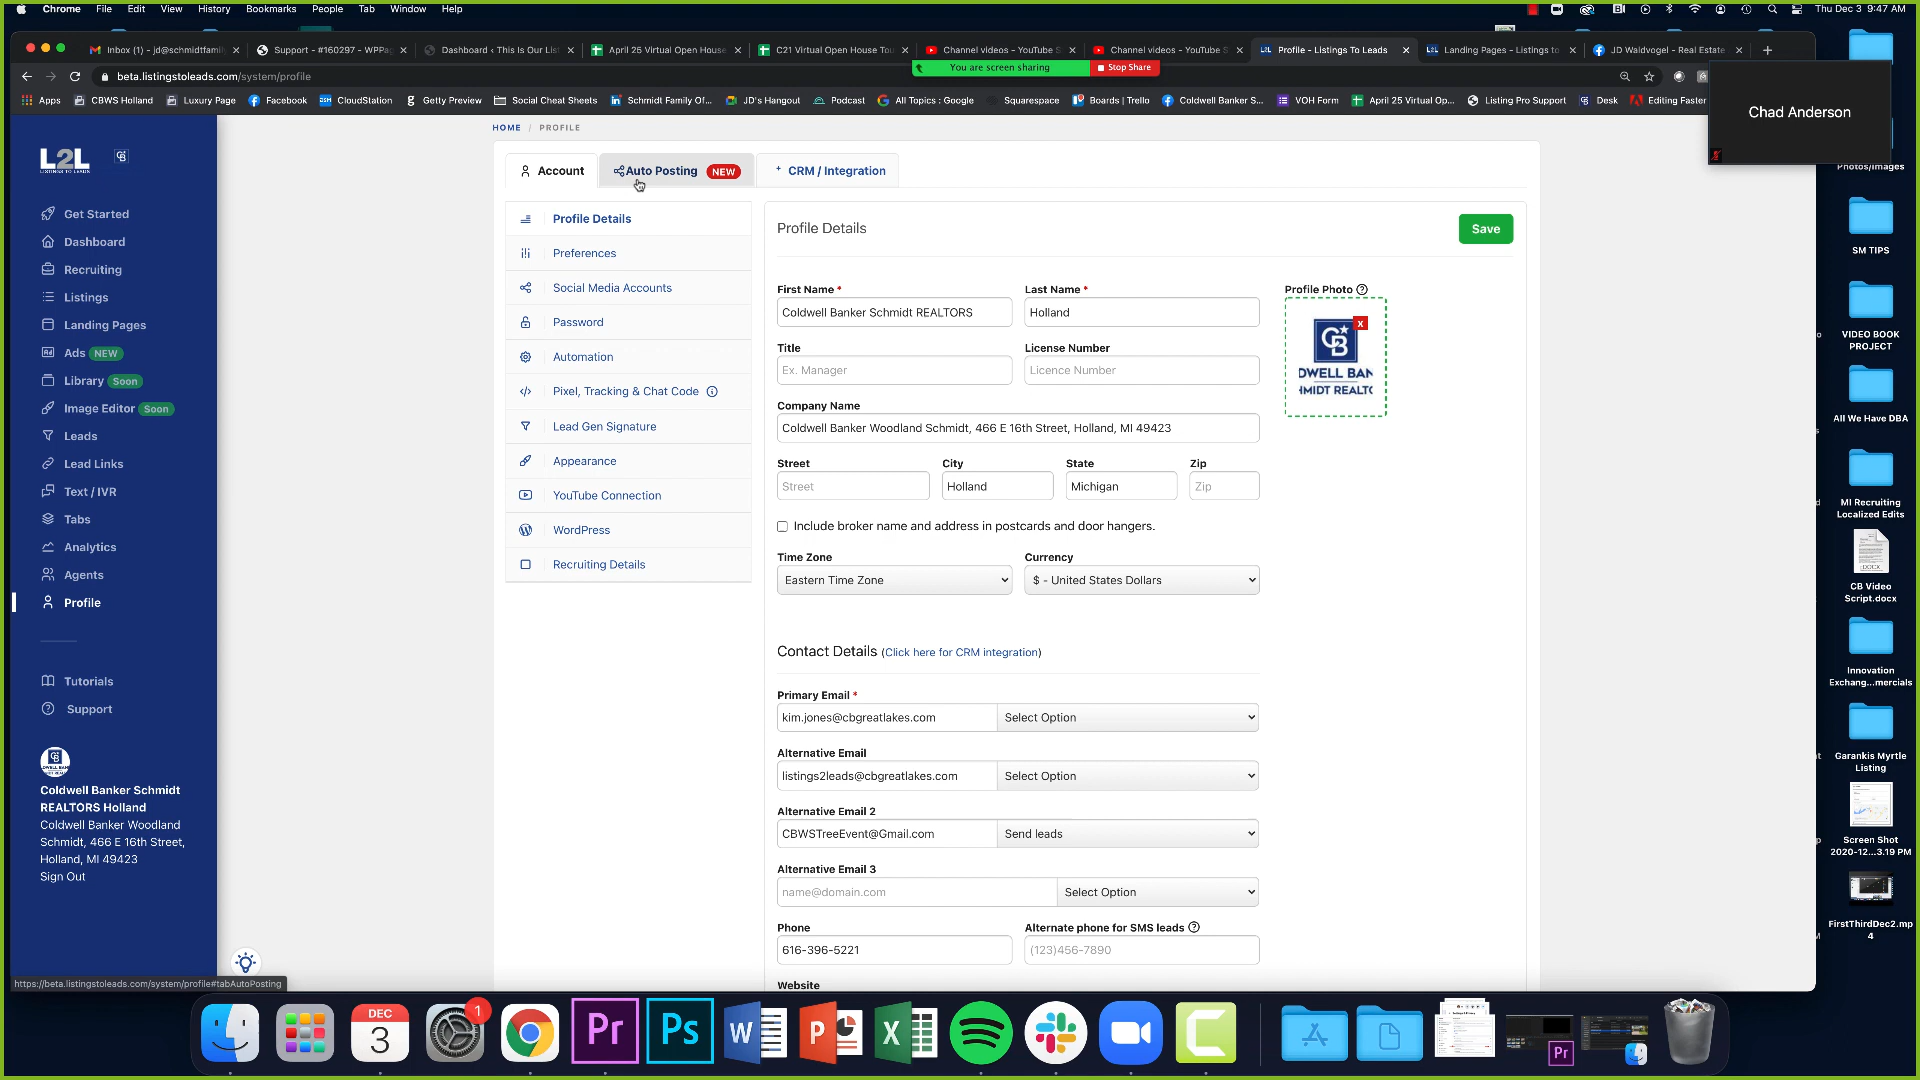 Chrome File Edit View History Bookmarks People Tab Window Help
Thu Dec 3 9:47 AM
Inbox (1) - jd@schmidtfamil
Support - #160297 - WPPag
Dashboard ‹ This Is Our List
April 26 Virtual Open House
C21 Virtual Open House Tou
Channel videos - YouTube S
Channel videos - YouTube S
Profile - Listings To Leads
Landing Pages - Listings to
JD Waldvogel - Real Estate
beta.listingstoleads.com/system/profile
You are screen sharing
Stop Share
Apps CBWS Holland Luxury Page Facebook CloudStation Getty Preview Social Cheat Sheets Schmidt Family Of... JD's Hangout Podcast All Topics : Google Squarespace Boards | Trello Coldwell Banker S... VOH Form April 25 Virtual Op... Listing Pro Support Desk Editing Faster
Chad Anderson
L2L
LISTINGS TO LEADS
Get Started
Dashboard
Recruiting
Listings
Landing Pages
Ads NEW
Library Soon
Image Editor Soon
Leads
Lead Links
Text / IVR
Tabs
Analytics
Agents
Profile
Tutorials
Support
Coldwell Banker Schmidt
REALTORS Holland
Coldwell Banker Woodland
Schmidt, 466 E 16th Street,
Holland, MI 49423
Sign Out
https://beta.listingstoleads.com/system/profile#tabAutoPosting
HOME / PROFILE
Account
Auto Posting NEW
CRM / Integration
Profile Details
Preferences
Social Media Accounts
Password
Automation
Pixel, Tracking & Chat Code
Lead Gen Signature
Appearance
YouTube Connection
WordPress
Recruiting Details
Profile Details
Save
First Name *
Last Name *
Profile Photo
Coldwell Banker Schmidt REALTORS
Holland
x
CB
DWELL BAN
HMIDT REALTO
Title
License Number
Ex. Manager
Licence Number
Company Name
Coldwell Banker Woodland Schmidt, 466 E 16th Street, Holland, MI 49423
Street City State Zip
Street Holland Michigan Zip
Include broker name and address in postcards and door hangers.
Time Zone
Currency
Eastern Time Zone
$ - United States Dollars
Contact Details (Click here for CRM integration)
Primary Email *
kim.jones@cbgreatlakes.com Select Option
Alternative Email
listings2leads@cbgreatlakes.com Select Option
Alternative Email 2
CBWSTreeEvent@Gmail.com Send leads
Alternative Email 3
name@domain.com Select Option
Phone
Alternate phone for SMS leads
616-396-5221
(123)456-7890
Website
Photos/Images
SM TIPS
VIDEO BOOK
PROJECT
All We Have DBA
MI Recruiting
Localized Edits
DOCX
CB Video
Script.docx
Innovation
Exchang...mercials
Garankis Myrtle
Listing
Screen Shot
2020-12...3.19 PM
FirstThirdDec2.mp
4
DEC
3
1
Pr
Ps
W
P
X
C
Pr